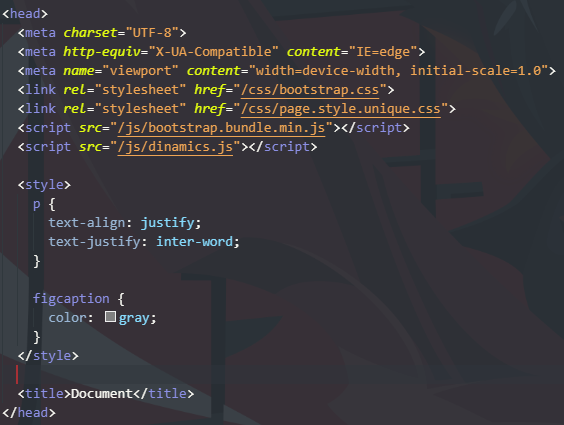 <head>
<meta charset="UTF-8">
<meta http-equiv="X-UA-Compatible" content="IE=edge">
<meta name="viewport" content="width=device-width, initial-scale=1.0">
<link rel="stylesheet" href="/css/bootstrap.css">
<link rel="stylesheet" href="/css/page.style.unique.css">
<script src="/js/bootstrap.bundle.min.js"></script>
<script src="/js/dinamics.js"></script>
<style>
p {
text-align: justify;
text-justify: inter-word;
}
figcaption {
color: gray;
}
</style>
<title>Document</title>
</head>